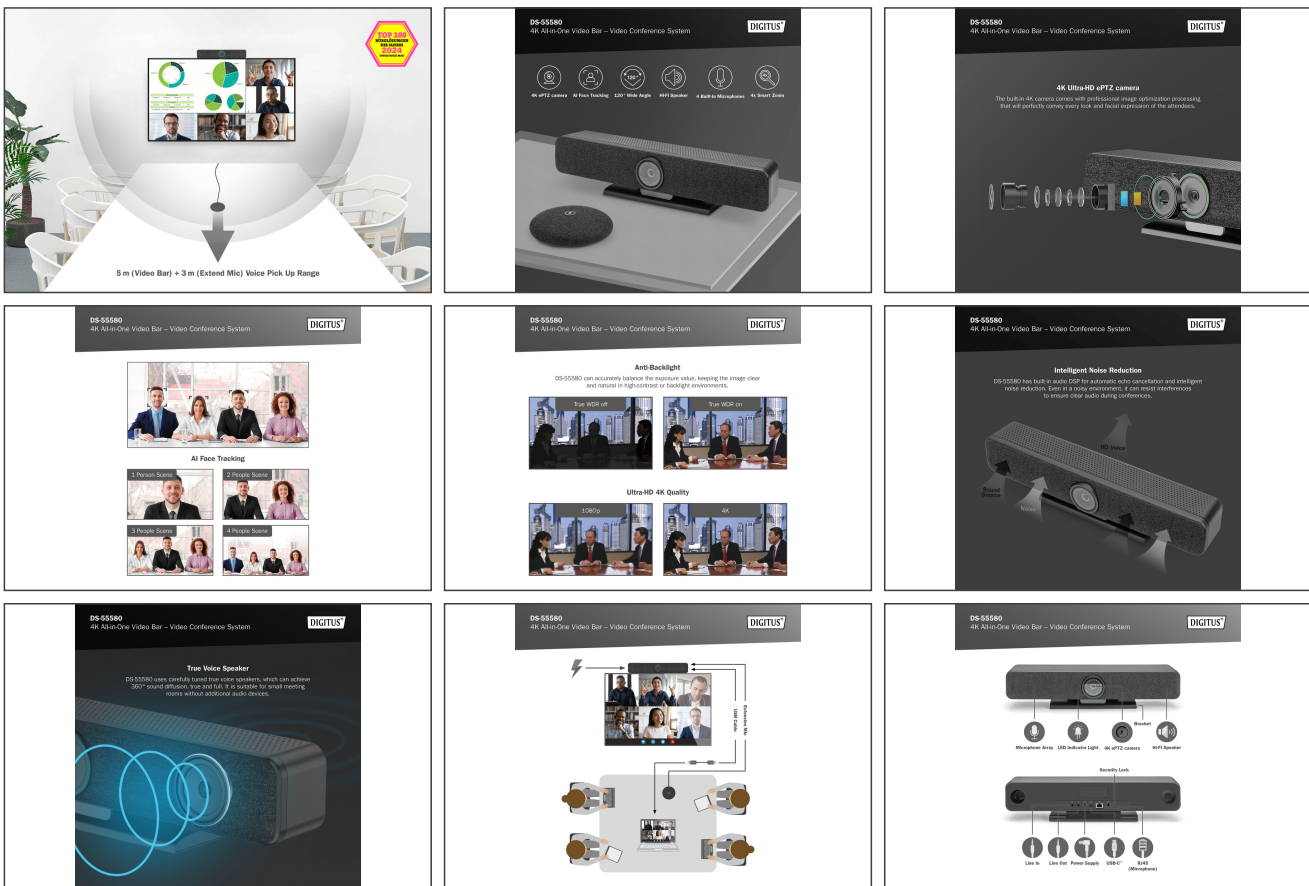 TOP 100
BÜROLÖSUNGEN
DES JAHRES
2024
5 m (Video Bar) + 3 m (Extend Mic) Voice Pick Up Range
DS-55580
4K All-in-One Video Bar – Video Conference System
DIGITUS®
4K ePTZ camera
AI Face Tracking
120° Wide Angle
Hi-Fi Speaker
4 Built-In Microphones
4x Smart Zoom
DS-55580
4K All-in-One Video Bar – Video Conference System
DIGITUS®
4K Ultra-HD ePTZ camera
The built-in 4K camera comes with professional image optimization processing
that will perfectly convey every look and facial expression of the attendees.
DS-55580
4K All-in-One Video Bar – Video Conference System
DIGITUS®
AI Face Tracking
1 Person Scene
2 People Scene
3 People Scene
4 People Scene
DS-55580
4K All-in-One Video Bar – Video Conference System
DIGITUS®
Anti-Backlight
DS-55580 can accurately balance the exposure value, keeping the image clear
and natural in high-contrast or backlight environments.
True WDR off
True WDR on
Ultra-HD 4K Quality
1080p
4K
DS-55580
4K All-in-One Video Bar – Video Conference System
DIGITUS®
Intelligent Noise Reduction
DS-55580 has built-in audio DSP for automatic echo cancellation and intelligent
noise reduction. Even in a noisy environment, it can resist interferences
to ensure clear audio during conferences.
HD Voice
Sound
Source
Noise
DS-55580
4K All-in-One Video Bar – Video Conference System
DIGITUS®
True Voice Speaker
DS-55580 uses carefully tuned true voice speakers, which can achieve
360° sound diffusion, true and full. It is suitable for small meeting
rooms without additional audio devices.
DS-55580
4K All-in-One Video Bar – Video Conference System
DIGITUS®
USB Cable
Extension Mic
DS-55580
4K All-in-One Video Bar – Video Conference System
DIGITUS®
Bracket
Microphone Array
LED Indicator Light
4K ePTZ camera
Hi-Fi Speaker
Security Lock
Line In
Line Out
Power Supply
USB-C™
RJ45
(Microphone)